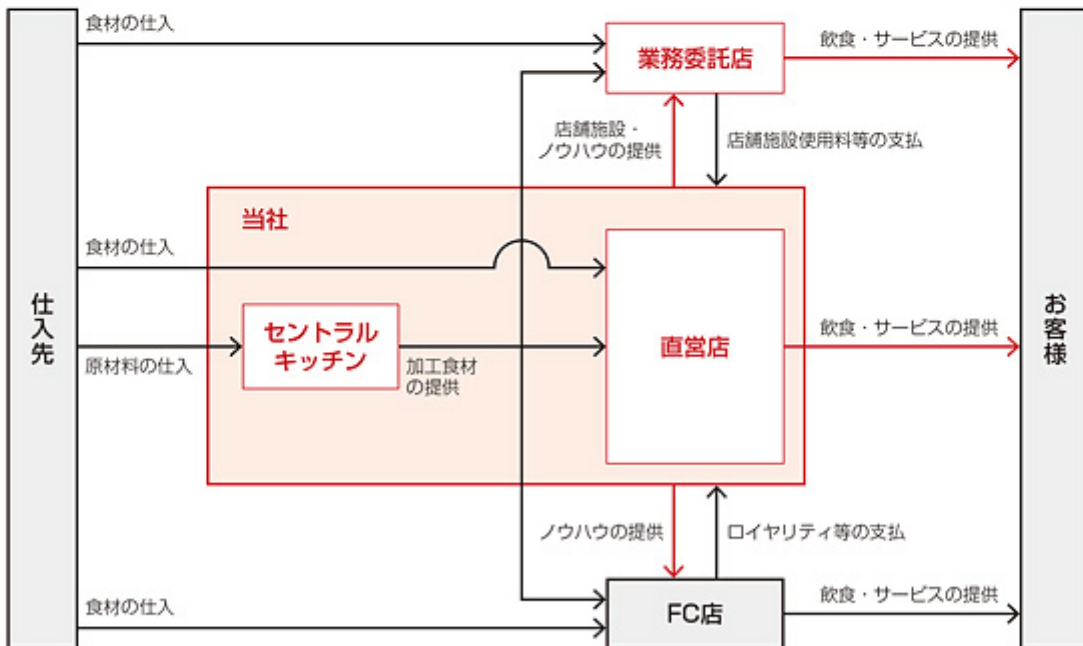 食材の仕入
業務委託店
飲食・サービスの提供
店舗施設・
ノウハウの提供
店舗施設使用料等の支払
当社
食材の仕入
仕入先
セントラル
キッチン
直営店
飲食・サービスの提供
お客様
原材料の仕入
加工食材
の提供
ノウハウの提供
ロイヤリティ等の支払
食材の仕入
FC店
飲食・サービスの提供